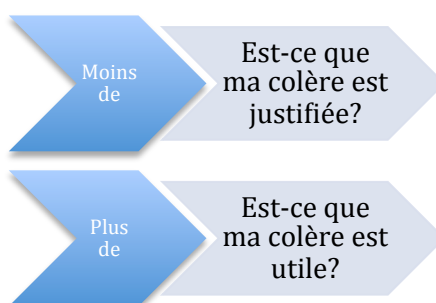 Moins
de
Est-ce que
ma colère est
justifiée?
Plus
de
Est-ce que
ma colère est
utile?